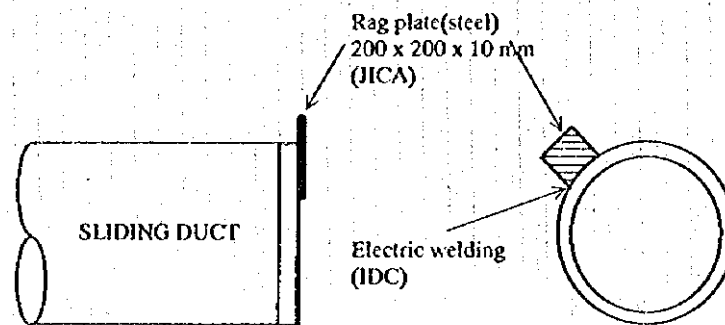 Rag plate(steel)
200 x 200 x 10 mm
(JICA)
SLIDING DUCT
Electric welding
(IDC)